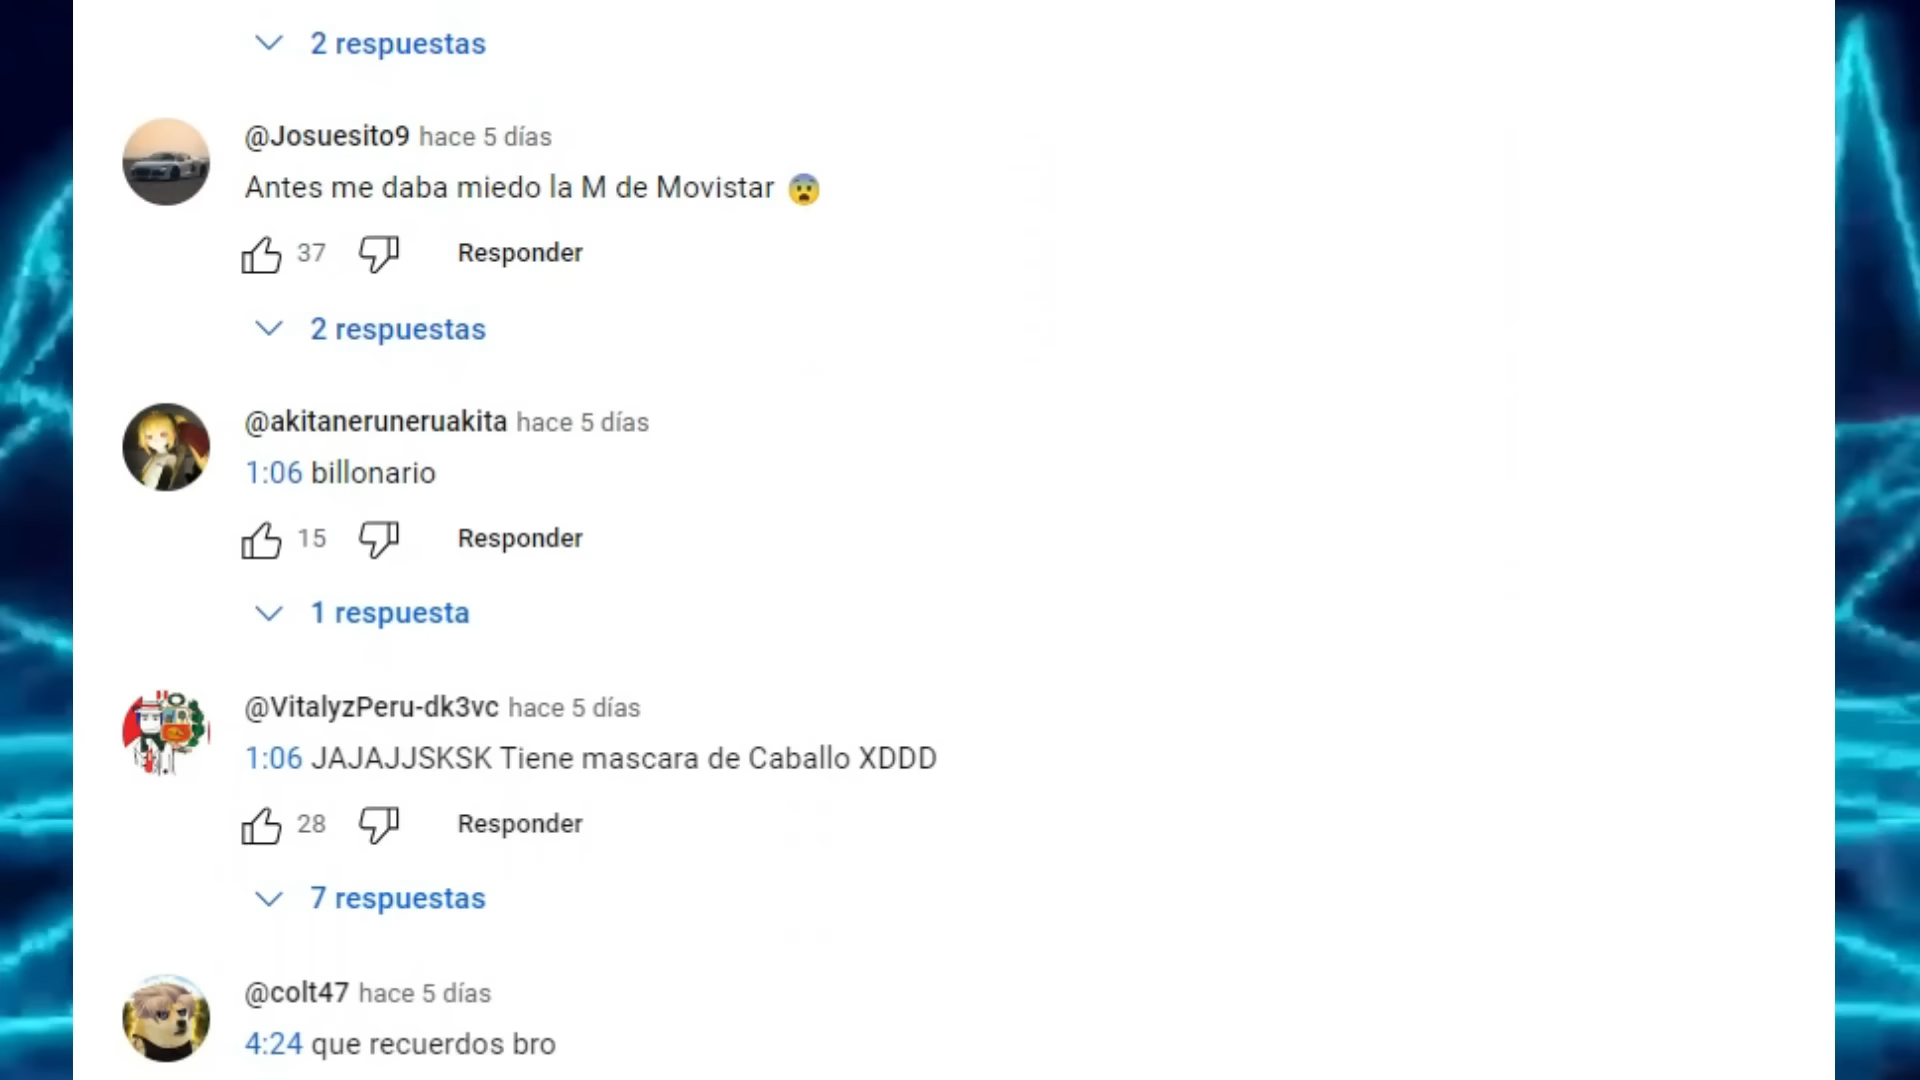 2 respuestas
@Josuesito9 hace 5 días
Antes me daba miedo la M de Movistar 😨
37 Responder
2 respuestas
@akitaneruneruakita hace 5 días
1:06 billonario
15 Responder
1 respuesta
@VitalyzPeru-dk3vc hace 5 días
1:06 JAJAJJSKSK Tiene mascara de Caballo XDDD
28 Responder
7 respuestas
@colt47 hace 5 días
4:24 que recuerdos bro